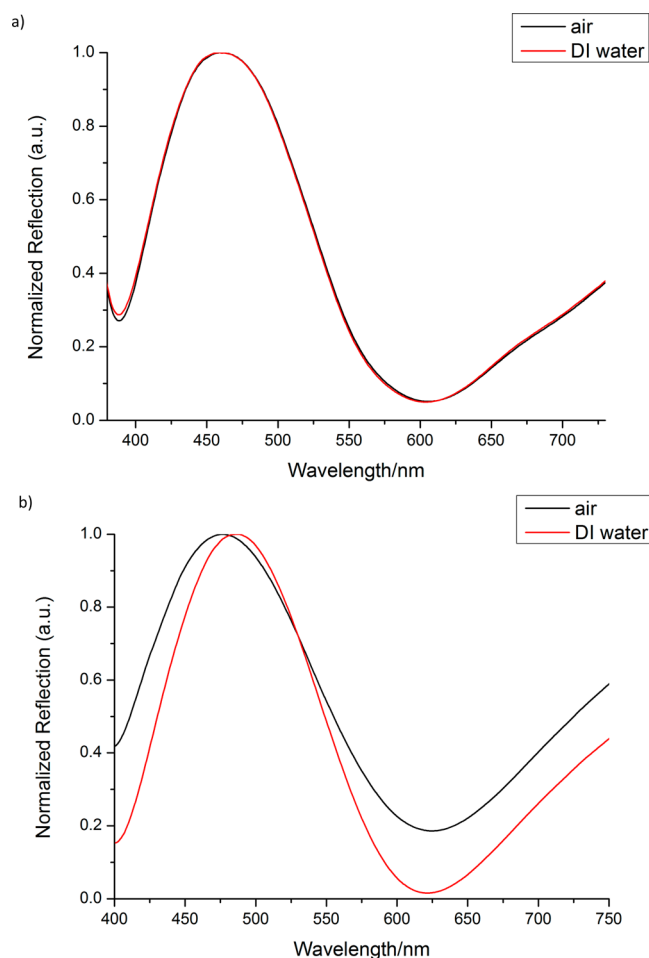 a)
air
DI water
1.0
0.8
0.6
0.4
0.2
0.0
Normalized Reflection (a.u.)
400 450 500 550 600 650 700
Wavelength/nm
b)
air
DI water
1.0
0.8
0.6
0.4
0.2
0.0
Normalized Reflection (a.u.)
400 450 500 550 600 650 700 750
Wavelength/nm